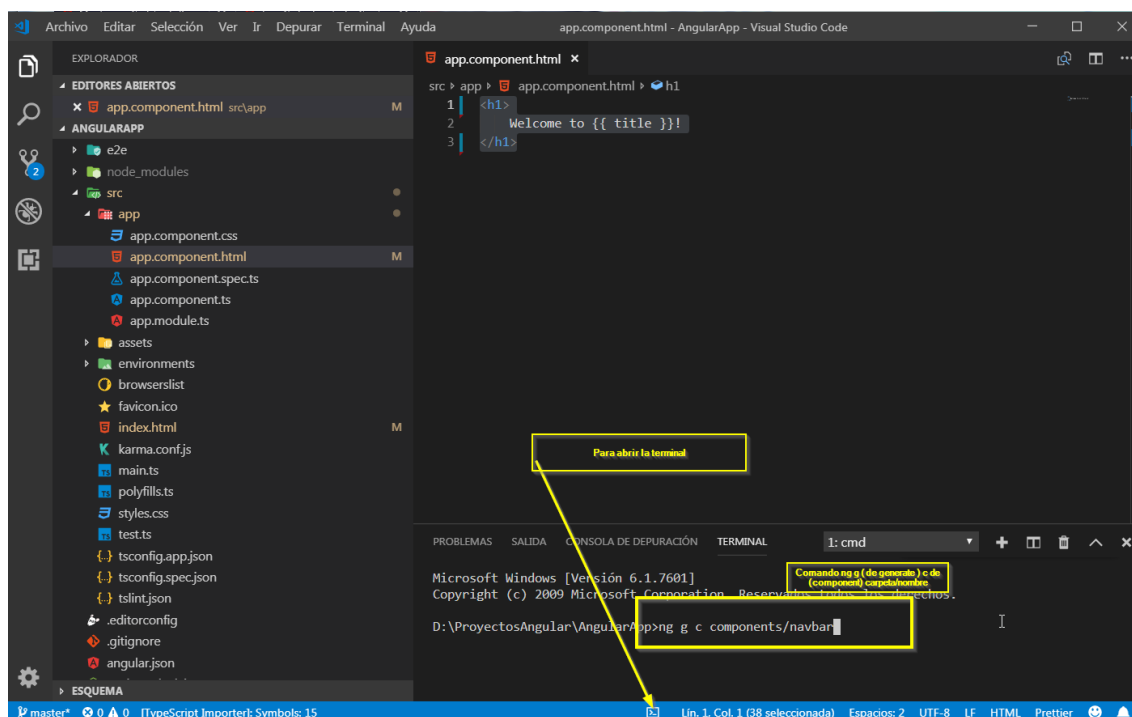 Archivo Editar Selección Ver Ir Depurar Terminal Ayuda app.component.html - AngularApp - Visual Studio Code
EXPLORADOR
EDITORES ABIERTOS
app.component.html src\app M
ANGULARAPP
e2e
node_modules
src
app
app.component.css
app.component.html M
app.component.spec.ts
app.component.ts
app.module.ts
assets
environments
browserslist
favicon.ico
index.html M
karma.conf.js
main.ts
polyfills.ts
styles.css
test.ts
tsconfig.app.json
tsconfig.spec.json
tslint.json
.editorconfig
.gitignore
angular.json
ESQUEMA
2
app.component.html
src app app.component.html h1
1 <h1>
2 Welcome to {{ title }}!
3 </h1>
Para abrir la terminal
PROBLEMAS SALIDA CONSOLA DE DEPURACIÓN TERMINAL 1: cmd
Comando ng g ( de generate ) c de
(component) carpeta/nombre
Microsoft Windows [Versión 6.1.7601]
Copyright (c) 2009 Microsoft Corporation. Reservados todos los derechos.
D:\ProyectosAngular\AngularApp>ng g c components/navbar
master* 0 0 [TypeScript Importer]: Symbols: 15 Lín. 1, Col. 1 (38 seleccionada) Espacios: 2 UTF-8 LF HTML Prettier